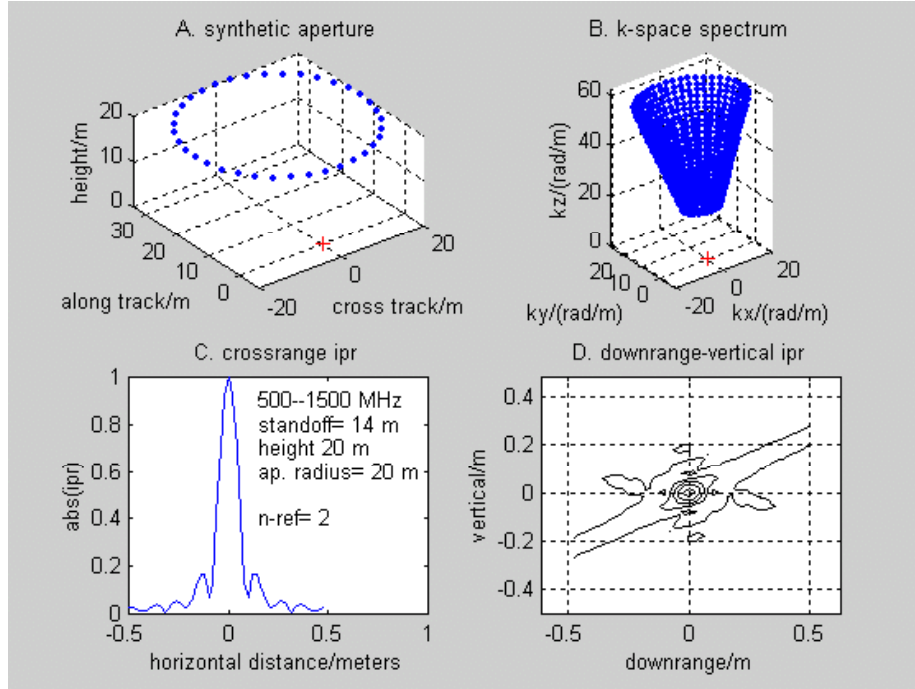 A. synthetic aperture
20
10
0
height/m
30
20
10
0
along track/m
-20
0
20
cross track/m
B. k-space spectrum
60
40
20
0
kz/(rad/m)
20
10
0
ky/(rad/m)
-20
0
20
kx/(rad/m)
C. crossrange ipr
1
0.8
0.6
0.4
0.2
0
abs(ipr)
500--1500 MHz
standoff= 14 m
height 20 m
ap. radius= 20 m
n-ref= 2
-0.5
0
0.5
1
horizontal distance/meters
D. downrange-vertical ipr
0.4
0.2
0
-0.2
-0.4
vertical/m
-0.5
0
0.5
downrange/m